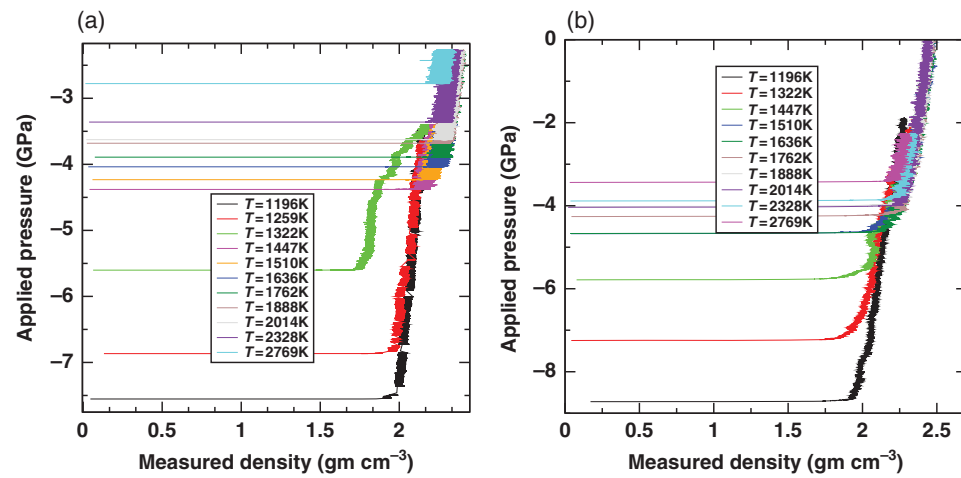 (a)
−3
−4
−5
−6
−7
Applied pressure (GPa)
T=1196K
T=1259K
T=1322K
T=1447K
T=1510K
T=1636K
T=1762K
T=1888K
T=2014K
T=2328K
T=2769K
0 0.5 1 1.5 2
Measured density (gm cm−3)
(b)
0
−2
−4
−6
−8
Applied pressure (GPa)
T=1196K
T=1322K
T=1447K
T=1510K
T=1636K
T=1762K
T=1888K
T=2014K
T=2328K
T=2769K
0 0.5 1 1.5 2 2.5
Measured density (gm cm−3)